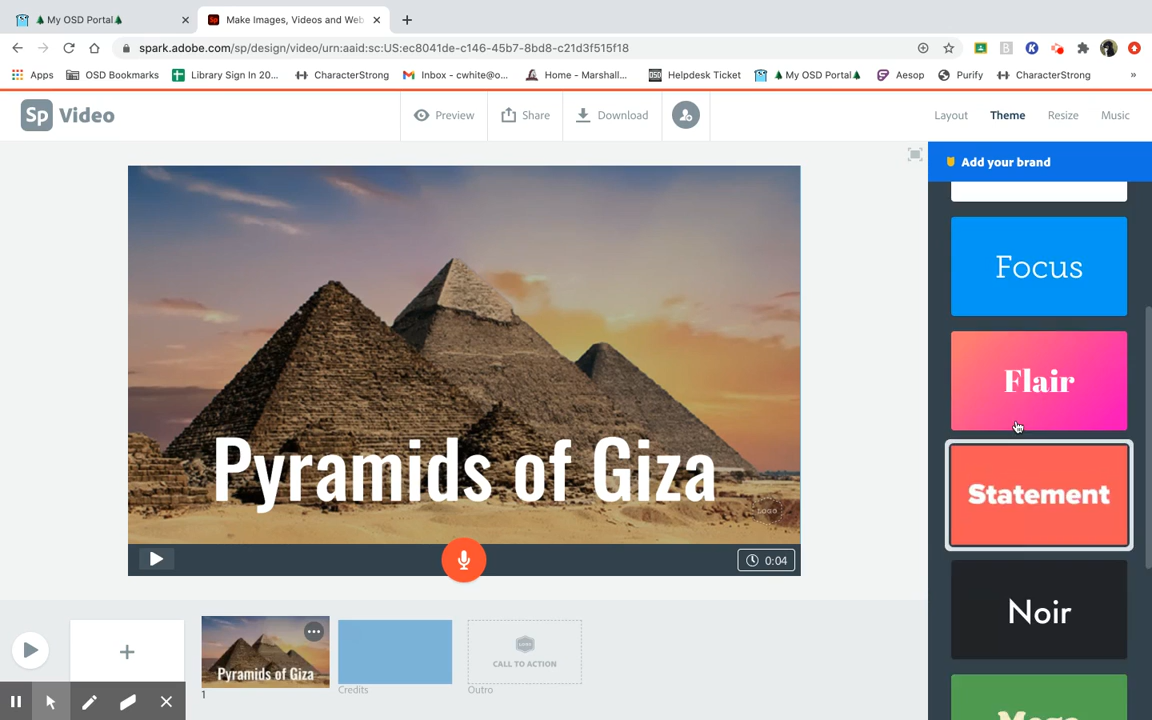 🌲My OSD Portal🌲
Make Images, Videos and Web
spark.adobe.com/sp/design/video/urn:aaid:sc:US:ec8041de-c146-45b7-8bd8-c21d3f515f18
Apps
OSD Bookmarks
Library Sign In 20...
CharacterStrong
Inbox - cwhite@o...
Home - Marshall...
OSD
Helpdesk Ticket
🌲My OSD Portal🌲
Aesop
Purify
CharacterStrong
»
Sp
Video
Preview
Share
Download
Layout
Theme
Resize
Music
Add your brand
Focus
Flair
Statement
Noir
Pyramids of Giza
LOGO
0:04
Pyramids of Giza
CALL TO ACTION
1
Credits
Outro